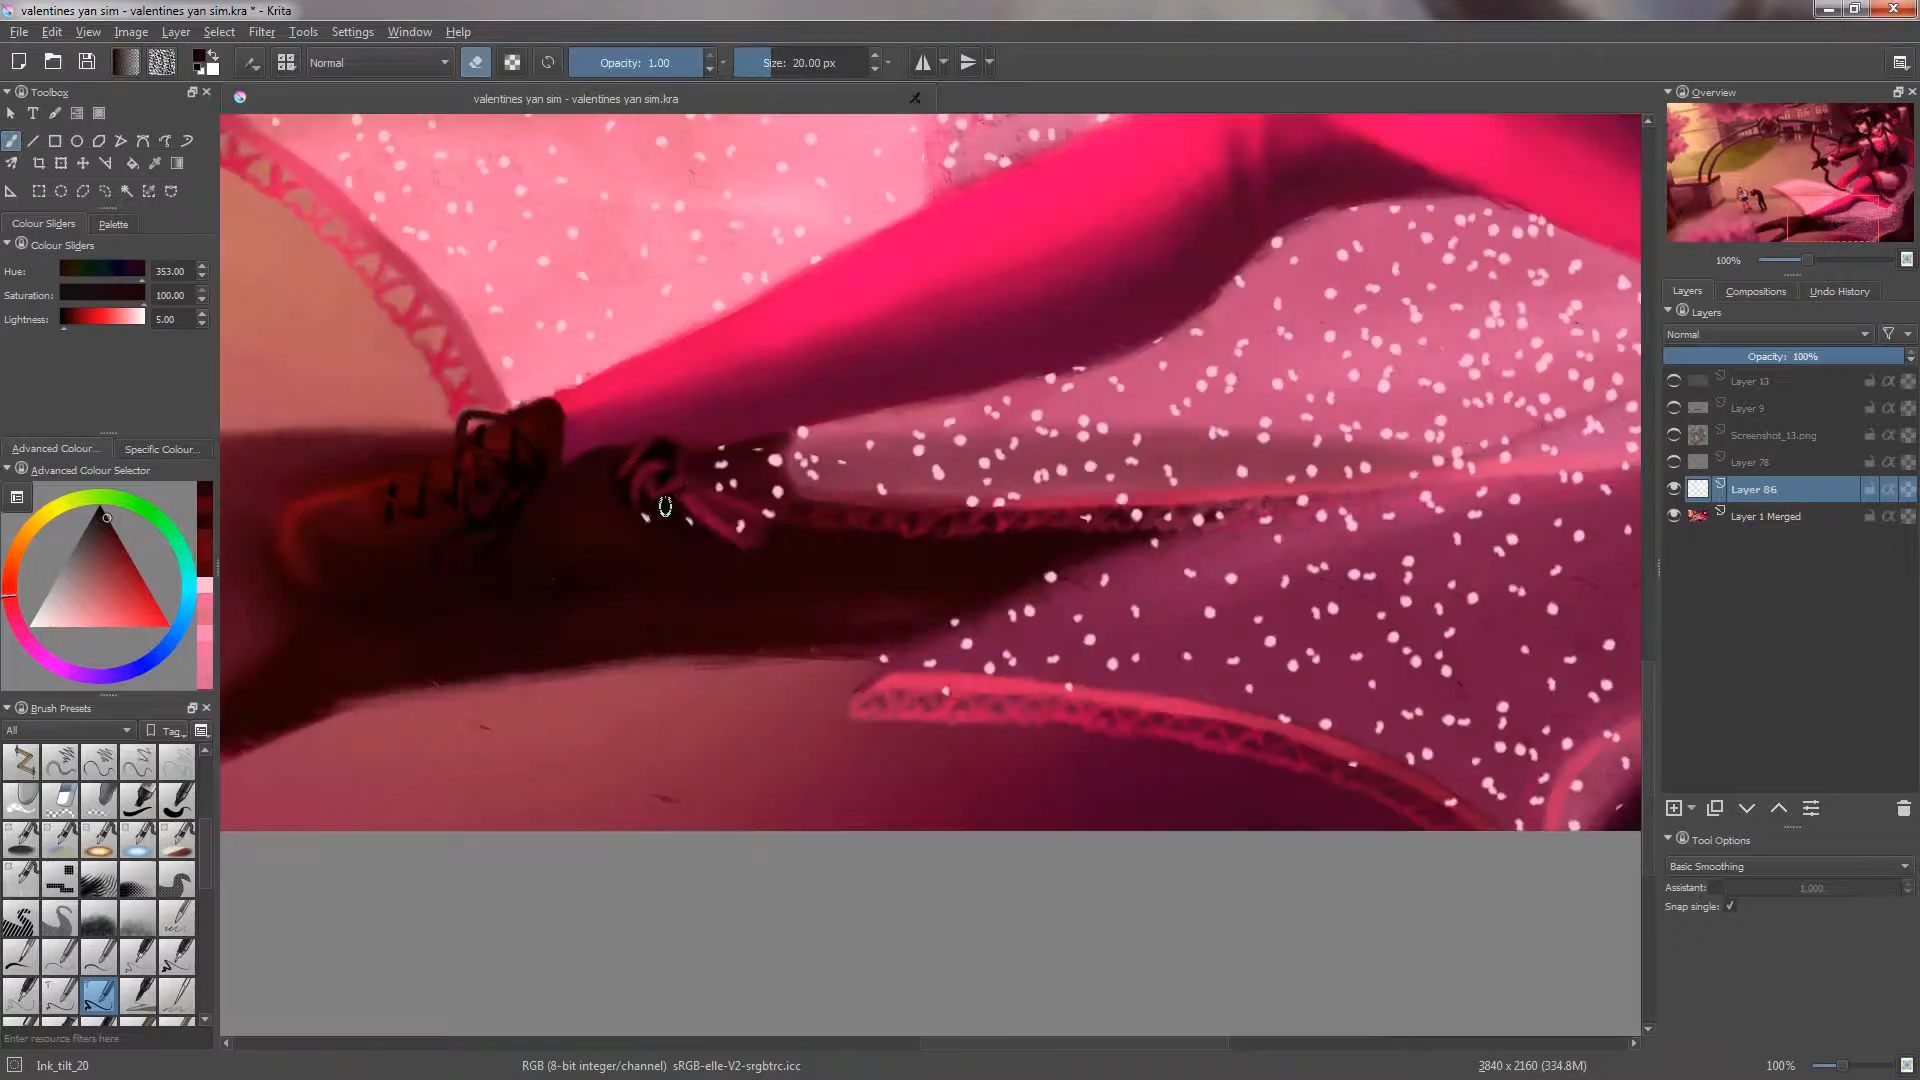 valentines yan sim - valentines yan sim.kra * - Krita
File Edit View Image Layer Select Filter Tools Settings Window Help
Normal Opacity: 1.00 Size: 20.00 px
Toolbox
valentines yan sim - valentines yan sim.kra
Overview
Colour Sliders Palette
Colour Sliders
Hue: 353.00
Saturation: 100.00
Lightness: 5.00
100%
Layers Compositions Undo History
Layers
Normal
Opacity: 100%
Layer 13
Layer 9
Screenshot_13.png
Layer 78
Layer 86
Layer 1 Merged
Advanced Colour... Specific Colour...
Advanced Colour Selector
Brush Presets
All Tag
Tool Options
Basic Smoothing
Assistant: 1.000
Snap single:
Enter resource filters here
Ink_tilt_20
RGB (8-bit integer/channel) sRGB-elle-V2-srgbtrc.icc
3840 x 2160 (334.8M)
100%